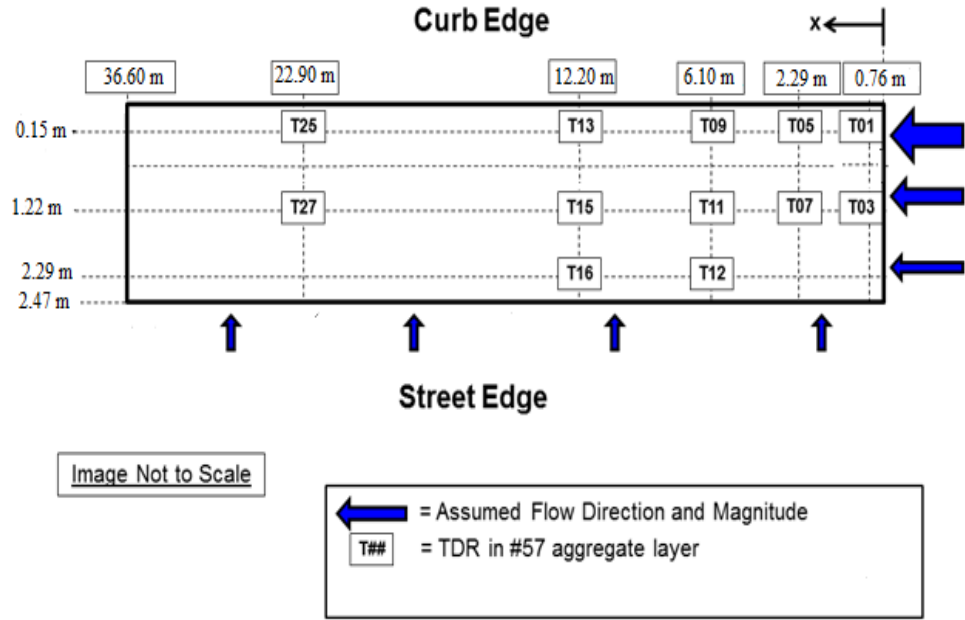 Curb Edge
x
36.60 m 22.90 m 12.20 m 6.10 m 2.29 m 0.76 m
0.15 m T25 T13 T09 T05 T01
1.22 m T27 T15 T11 T07 T03
2.29 m T16 T12
2.47 m
Street Edge
Image Not to Scale
= Assumed Flow Direction and Magnitude
T## = TDR in #57 aggregate layer